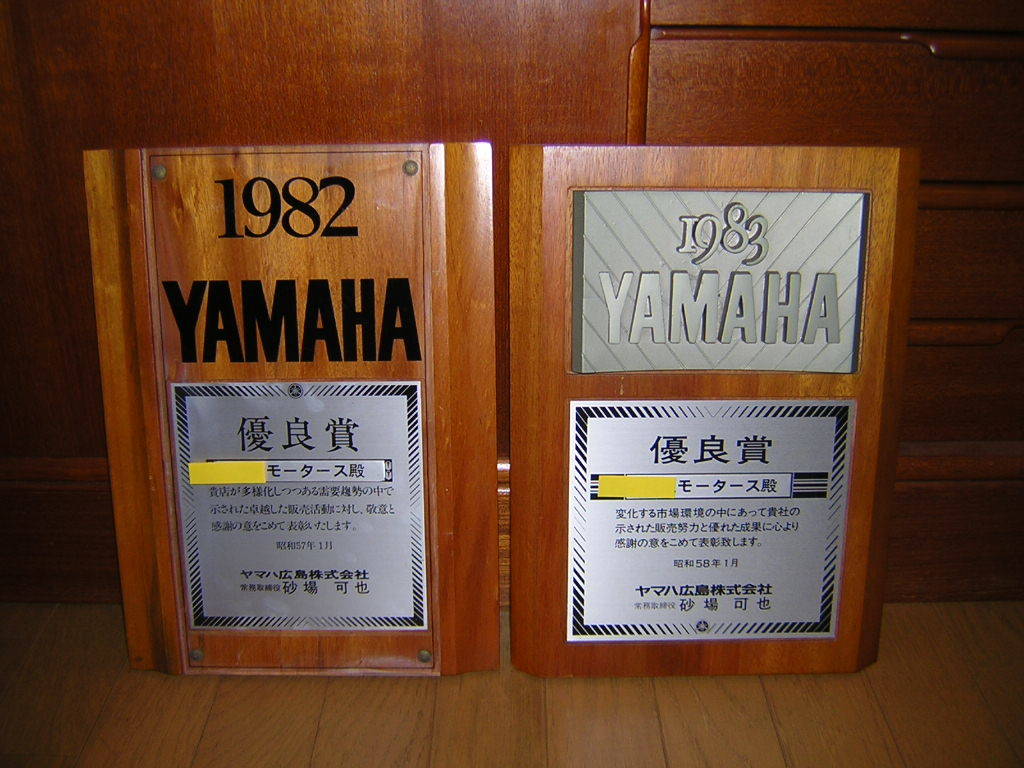 1982
YAMAHA
優良賞
モータース殿
貴店が多様化しつつある需要趨勢の中で
示された卓越した販売活動に対し、敬意と
感謝の意をこめて表彰いたします。
昭和57年1月
ヤマハ広島株式会社
常務取締役 砂場 可也
1983
YAMAHA
優良賞
モータース殿
変化する市場環境の中にあって貴社の
示された販売努力と優れた成果に心より
感謝の意をこめて表彰致します。
昭和58年1月
ヤマハ広島株式会社
常務取締役 砂場 可也